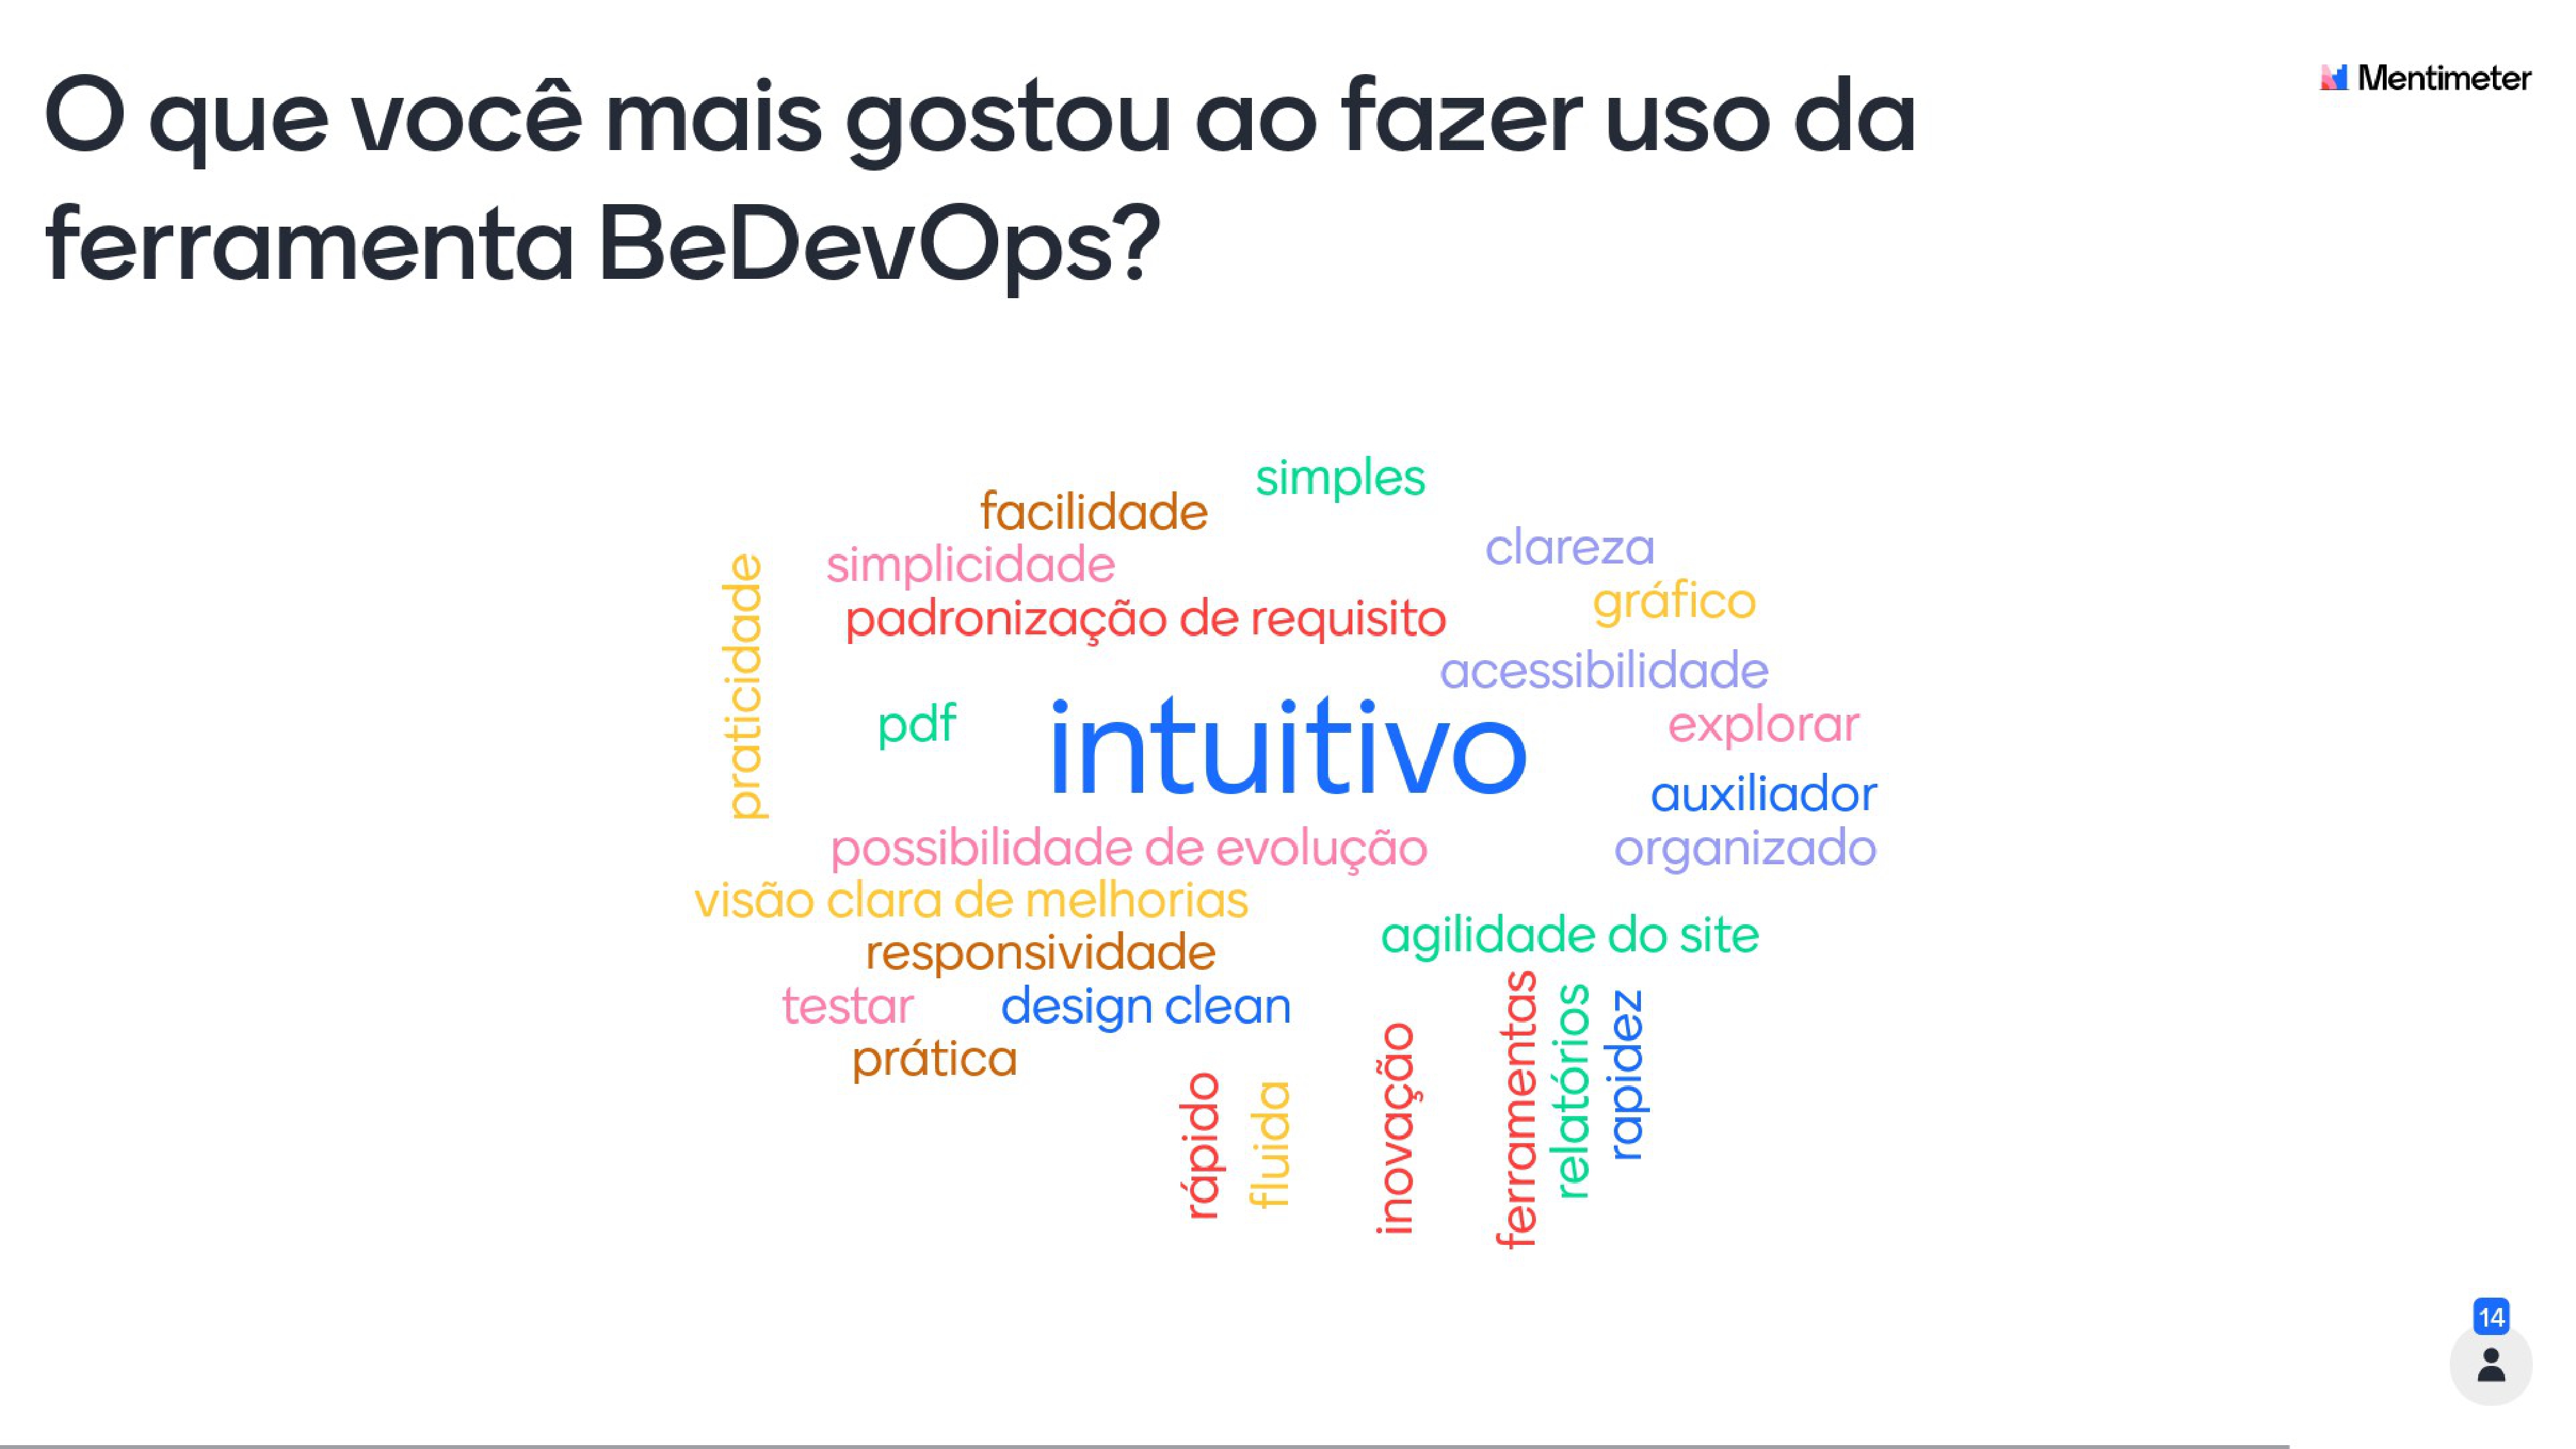 O que você mais gostou ao fazer uso da
ferramenta BeDevOps?
Mentimeter
simples
facilidade
clareza
simplicidade
gráfico
padronização de requisito
praticidade
acessibilidade
pdf
intuitivo
explorar
auxiliador
possibilidade de evolução
organizado
visão clara de melhorias
agilidade do site
responsividade
testar
design clean
prática
rápido
fluida
inovação
ferramentas
relatórios
rapidez
14